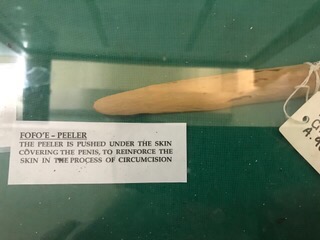 FOFO'E – PEELER
THE PEELER IS PUSHED UNDER THE SKIN
COVERING THE PENIS, TO REINFORCE THE
SKIN IN THE PROCESS OF CIRCUMCISION